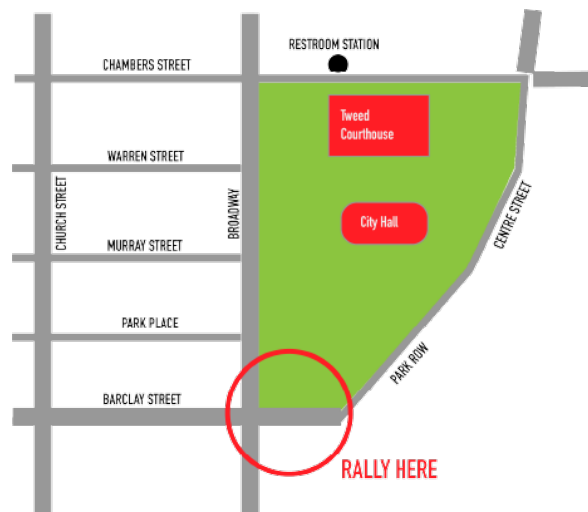 RESTROOM STATION
CHAMBERS STREET
Tweed
Courthouse
WARREN STREET
CHURCH STREET
BROADWAY
CENTRE STREET
City Hall
MURRAY STREET
PARK PLACE
PARK ROW
BARCLAY STREET
RALLY HERE